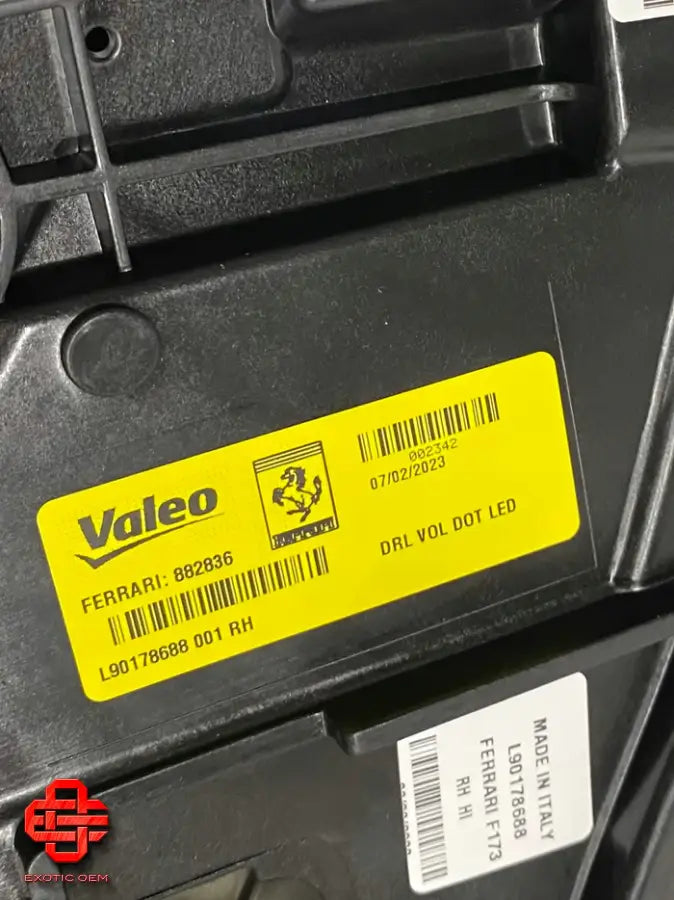 Valeo
002342
07/02/2023
FERRARI: 882836
DRL VOL DOT LED
L90178688 001 RH
MADE IN ITALY
L90178688
FERRARI F173
RH HI
EXOTIC OEM